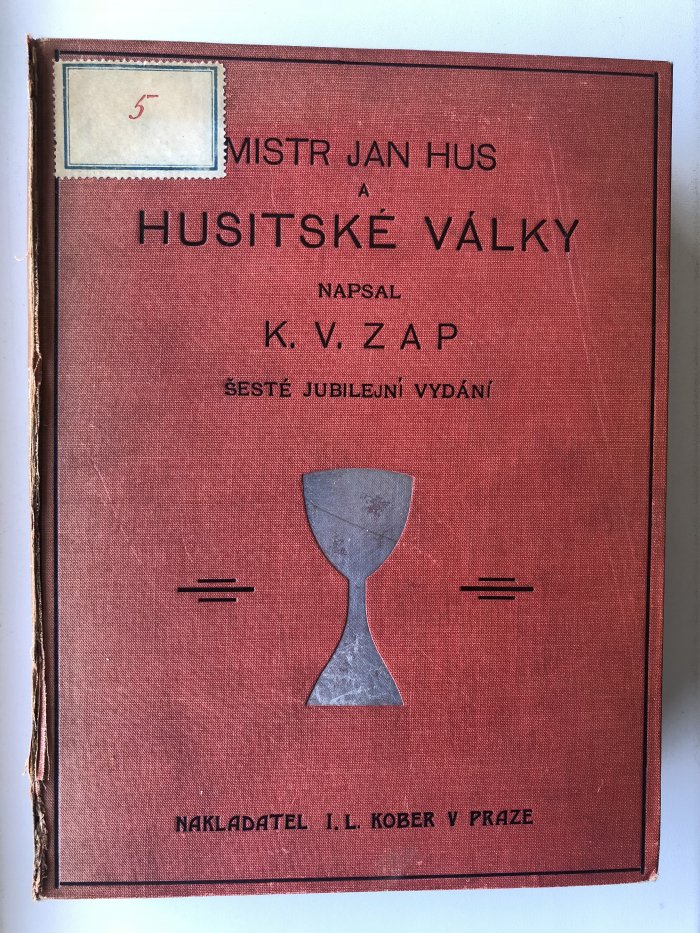 5
MISTR JAN HUS
A
HUSITSKÉ VÁLKY
NAPSAL
K. V. ZAP
ŠESTÉ JUBILEJNÍ VYDÁNÍ
NAKLADATEL I. L. KOBER V PRAZE